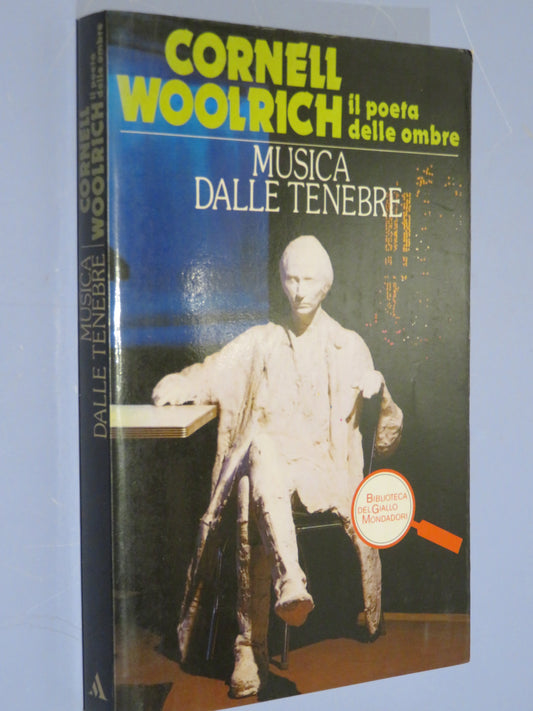 CORNELL
WOOLRICH il poeta
delle ombre
MUSICA
DALLE TENEBRE
BIBLIOTECA
DEL GIALLO
MONDADORI
CORNELL il poeta
WOOLRICH delle ombre
MUSICA
DALLE TENEBRE